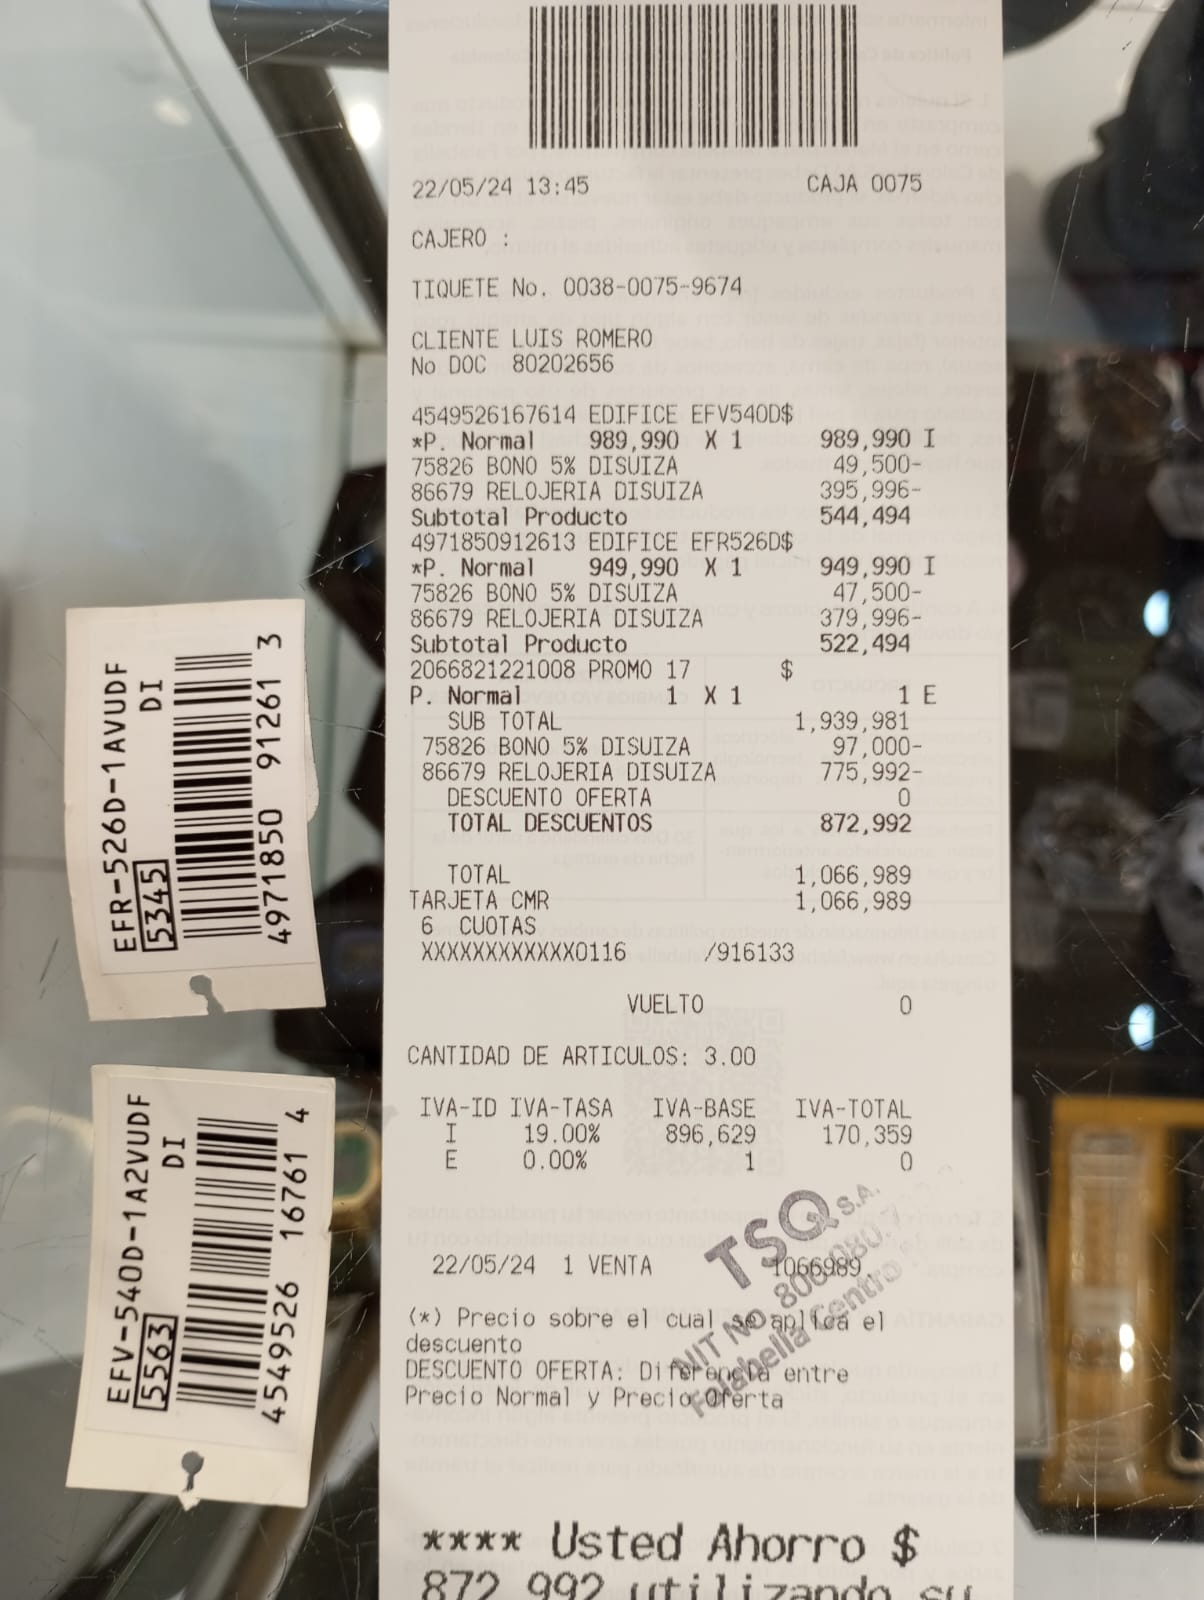 22/05/24 13:45 CAJA 0075
CAJERO :
TIQUETE No. 0038-0075-9674
CLIENTE LUIS ROMERO
No DOC 80202656
4549526167614 EDIFICE EFV540D$
*P. Normal 989,990 X 1 989,990 I
75826 BONO 5% DISUIZA 49,500-
86679 RELOJERIA DISUIZA 395,996-
Subtotal Producto 544,494
4971850912613 EDIFICE EFR526D$
*P. Normal 949,990 X 1 949,990 I
75826 BONO 5% DISUIZA 47,500-
86679 RELOJERIA DISUIZA 379,996-
Subtotal Producto 522,494
2066821221008 PROMO 17 $
P. Normal 1 X 1 1 E
SUB TOTAL 1,939,981
75826 BONO 5% DISUIZA 97,000-
86679 RELOJERIA DISUIZA 775,992-
DESCUENTO OFERTA 0
TOTAL DESCUENTOS 872,992
TOTAL 1,066,989
TARJETA CMR 1,066,989
6 CUOTAS
XXXXXXXXXXXX0116 /916133
VUELTO 0
CANTIDAD DE ARTICULOS: 3.00
IVA-ID IVA-TASA IVA-BASE IVA-TOTAL
I 19.00% 896,629 170,359
E 0.00% 1 0
22/05/24 1 VENTA 1066989
TSQ S.A.
NIT No.
Falabella Centro
(*) Precio sobre el cual se aplica el
descuento
DESCUENTO OFERTA: Diferencia entre
Precio Normal y Precio Oferta
**** Usted Ahorro $
872,992 utilizando su
EFR-526D-1AVUDF
DI
5345
4971850 91261 3
EFV-540D-1A2VUDF
DI
5563
4549526 16761 4